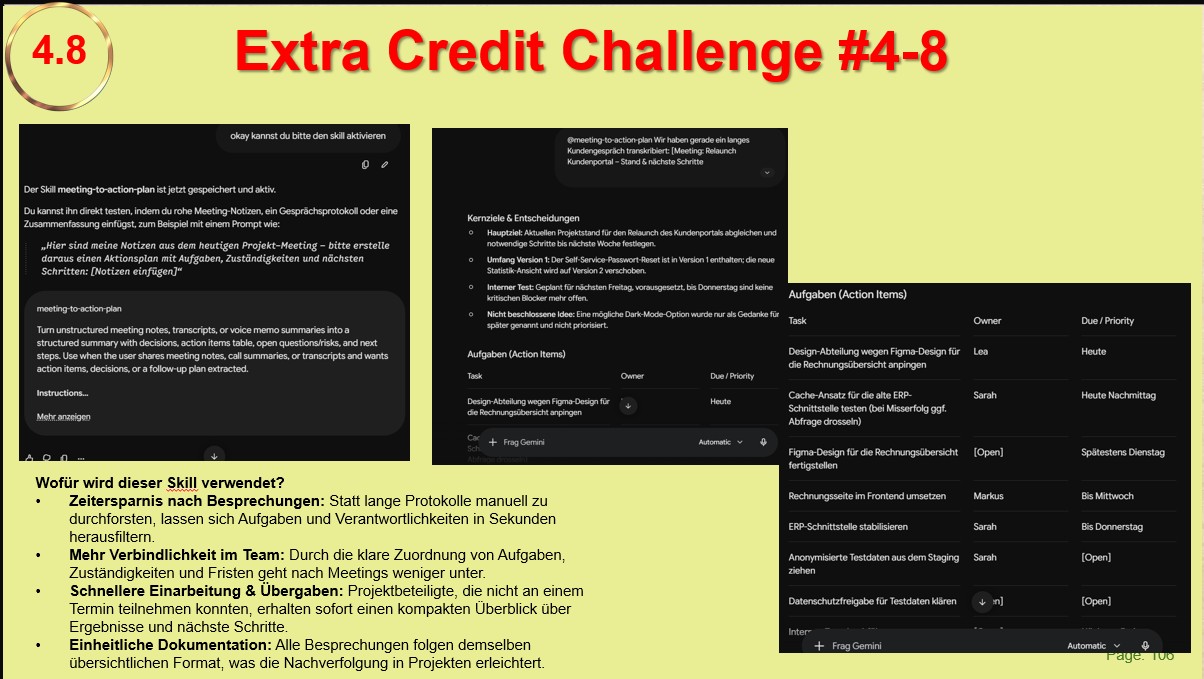 4.8
Extra Credit Challenge #4-8
okay kannst du bitte den skill aktivieren
Der Skill meeting-to-action-plan ist jetzt gespeichert und aktiv.
Du kannst ihn direkt testen, indem du rohe Meeting-Notizen, ein Gesprächsprotokoll oder eine
Zusammenfassung einfügst, zum Beispiel mit einem Prompt wie:
„Hier sind meine Notizen aus dem heutigen Projekt-Meeting – bitte erstelle
daraus einen Aktionsplan mit Aufgaben, Zuständigkeiten und nächsten
Schritten: [Notizen einfügen]“
meeting-to-action-plan
Turn unstructured meeting notes, transcripts, or voice memo summaries into a
structured summary with decisions, action items table, open questions/risks, and next
steps. Use when the user shares meeting notes, call summaries, or transcripts and wants
action items, decisions, or a follow-up plan extracted.
Instructions...
Mehr anzeigen
@meeting-to-action-plan Wir haben gerade ein langes
Kundengespräch transkribiert: [Meeting: Relaunch
Kundenportal – Stand & nächste Schritte
Kernziele & Entscheidungen
Hauptziel: Aktuellen Projektstand für den Relaunch des Kundenportals abgleichen und
notwendige Schritte bis nächste Woche festlegen.
Umfang Version 1: Der Self-Service-Passwort-Reset ist in Version 1 enthalten; die neue
Statistik-Ansicht wird auf Version 2 verschoben.
Interner Test: Geplant für nächsten Freitag, vorausgesetzt, bis Donnerstag sind keine
kritischen Blocker mehr offen.
Nicht beschlossene Idee: Eine mögliche Dark-Mode-Option wurde nur als Gedanke für
später genannt und nicht priorisiert.
Aufgaben (Action Items)
Task Owner Due / Priority
Design-Abteilung wegen Figma-Design für Heute
die Rechnungsübersicht anpingen
Frag Gemini Automatic
Aufgaben (Action Items)
Task Owner Due / Priority
Design-Abteilung wegen Figma-Design für Lea Heute
die Rechnungsübersicht anpingen
Cache-Ansatz für die alte ERP- Sarah Heute Nachmittag
Schnittstelle testen (bei Misserfolg ggf.
Abfrage drosseln)
Figma-Design für die Rechnungsübersicht [Open] Spätestens Dienstag
fertigstellen
Rechnungsseite im Frontend umsetzen Markus Bis Mittwoch
ERP-Schnittstelle stabilisieren Sarah Bis Donnerstag
Anonymisierte Testdaten aus dem Staging Sarah [Open]
ziehen
Datenschutzfreigabe für Testdaten klären [Open]
Frag Gemini Automatic
Wofür wird dieser Skill verwendet?
• Zeitersparnis nach Besprechungen: Statt lange Protokolle manuell zu
durchforsten, lassen sich Aufgaben und Verantwortlichkeiten in Sekunden
herausfiltern.
• Mehr Verbindlichkeit im Team: Durch die klare Zuordnung von Aufgaben,
Zuständigkeiten und Fristen geht nach Meetings weniger unter.
• Schnellere Einarbeitung & Übergaben: Projektbeteiligte, die nicht an einem
Termin teilnehmen konnten, erhalten sofort einen kompakten Überblick über
Ergebnisse und nächste Schritte.
• Einheitliche Dokumentation: Alle Besprechungen folgen demselben
übersichtlichen Format, was die Nachverfolgung in Projekten erleichtert.
Page: 106